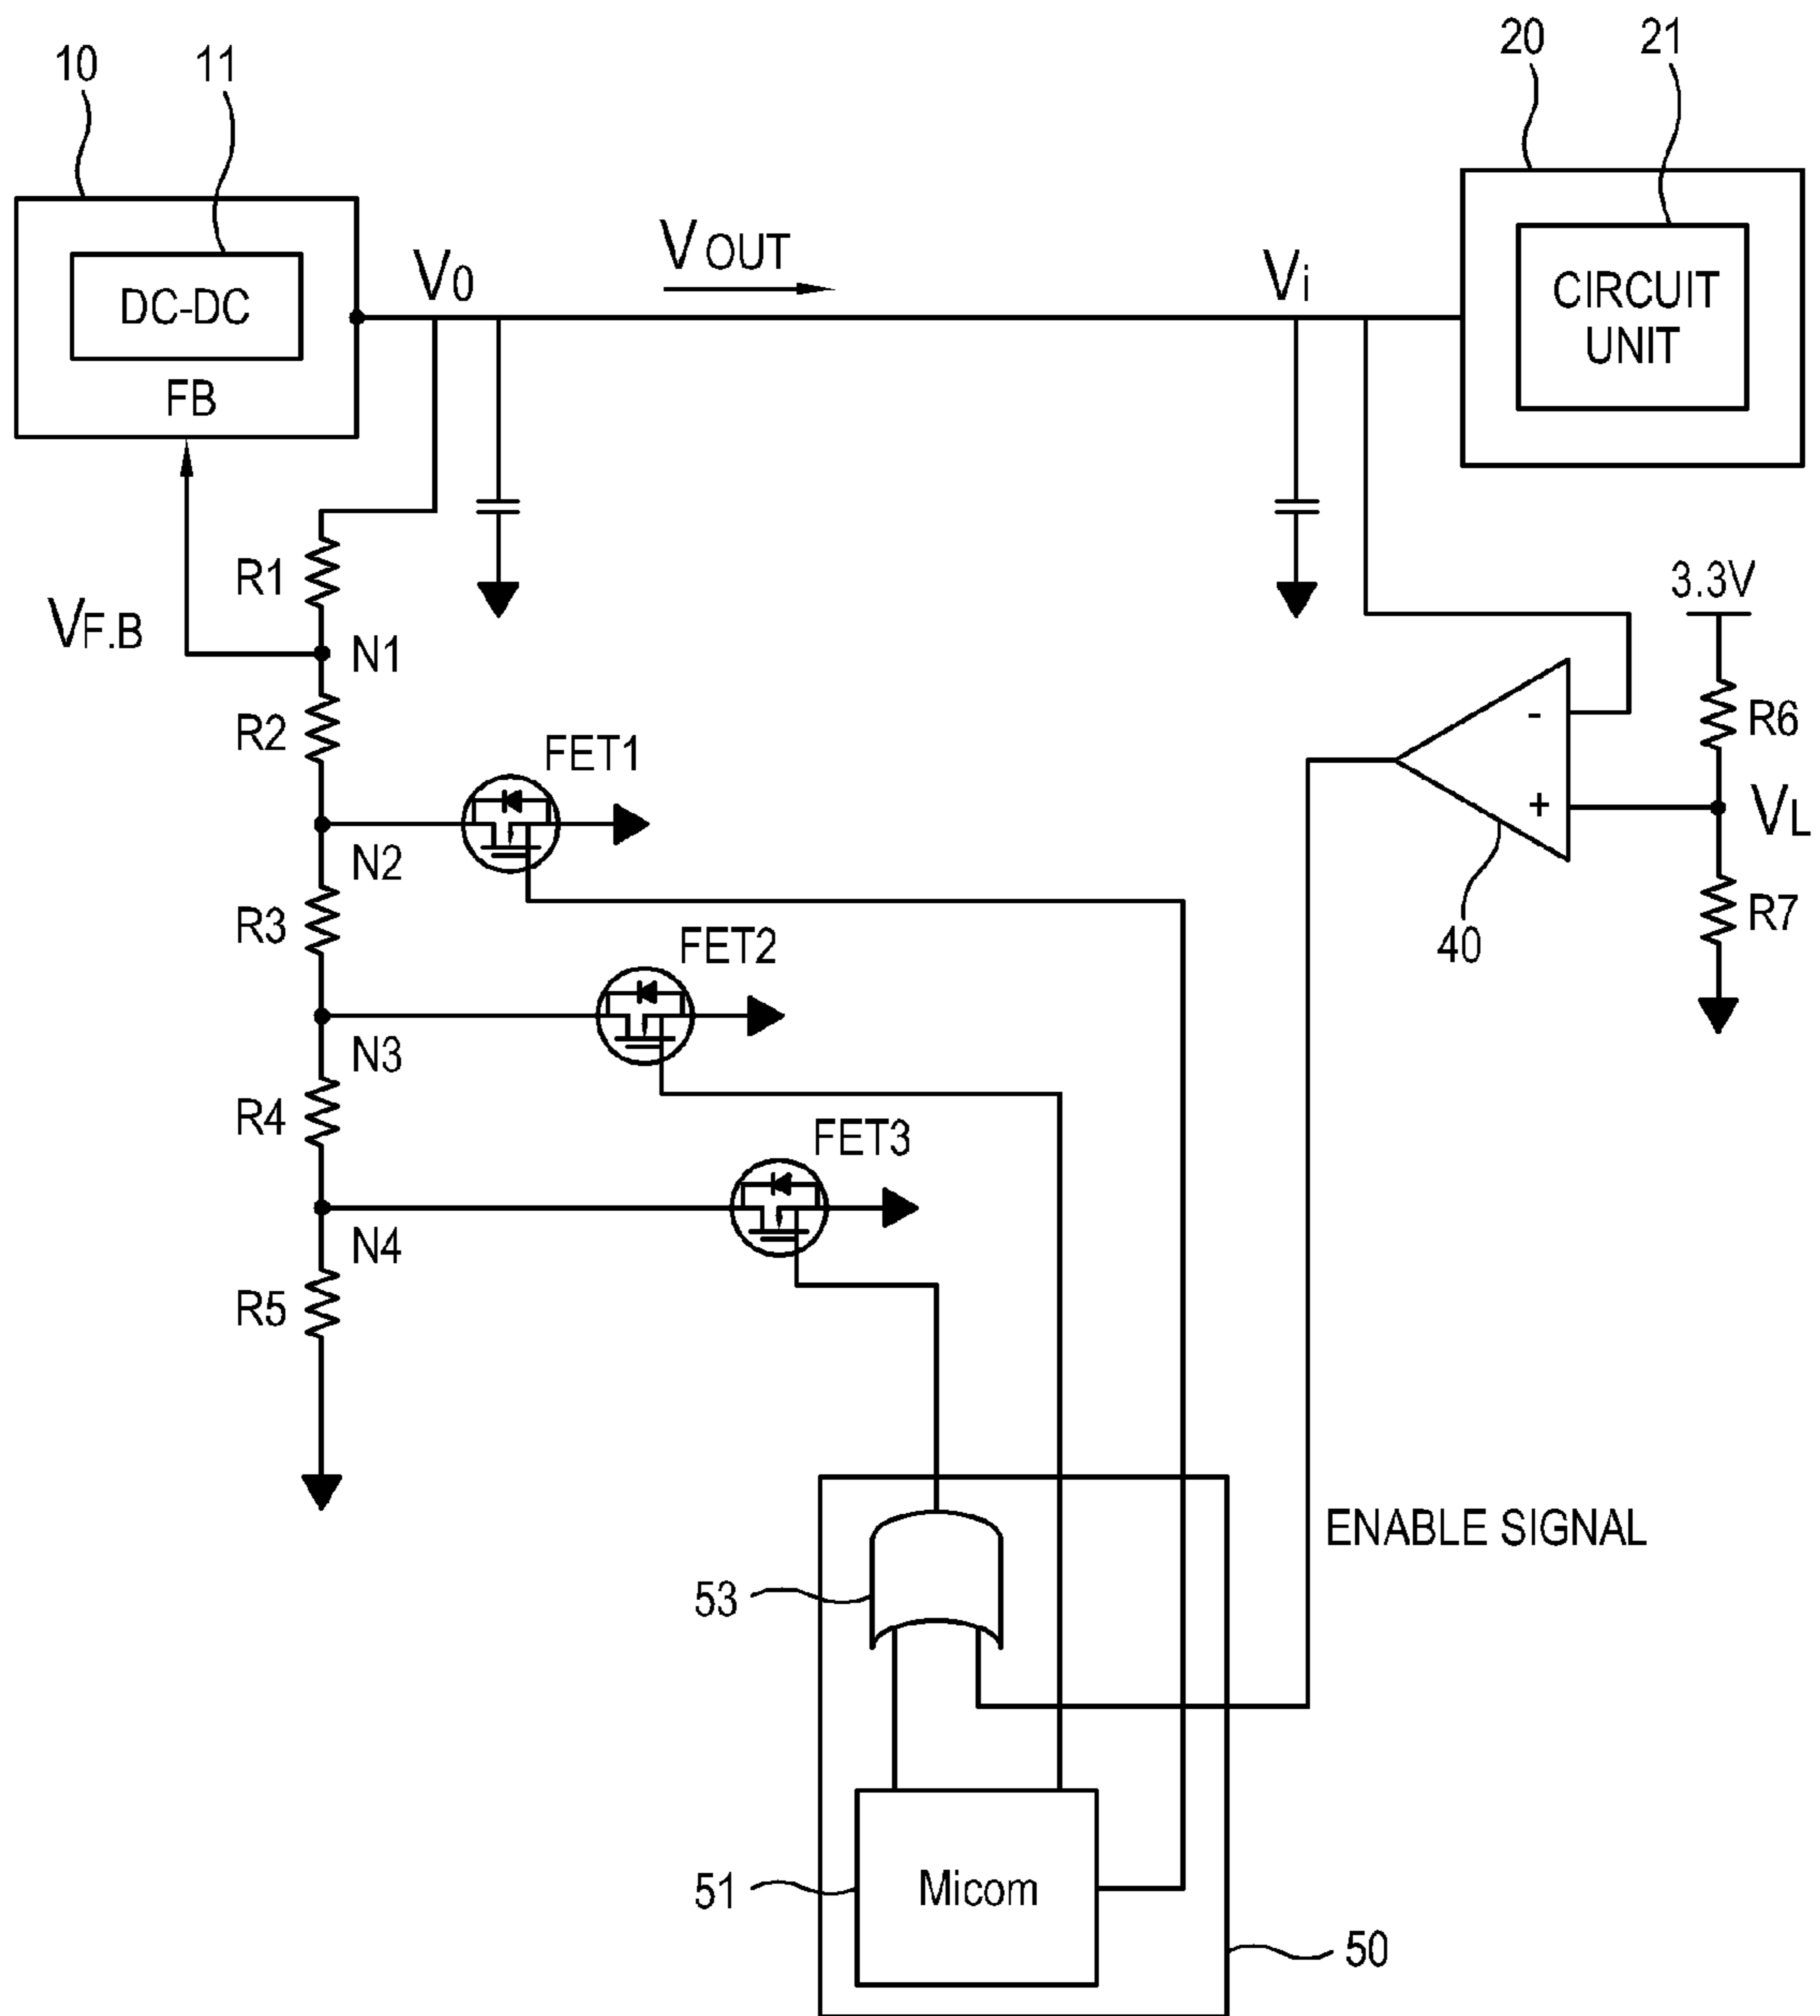 10
11
20
21
DC-DC
FB
V0
VOUT
Vi
CIRCUIT
UNIT
R1
VF.B
N1
3.3V
R2
FET1
-
R6
+
VL
N2
R3
FET2
40
R7
N3
R4
FET3
N4
R5
ENABLE SIGNAL
53
51
Micom
50